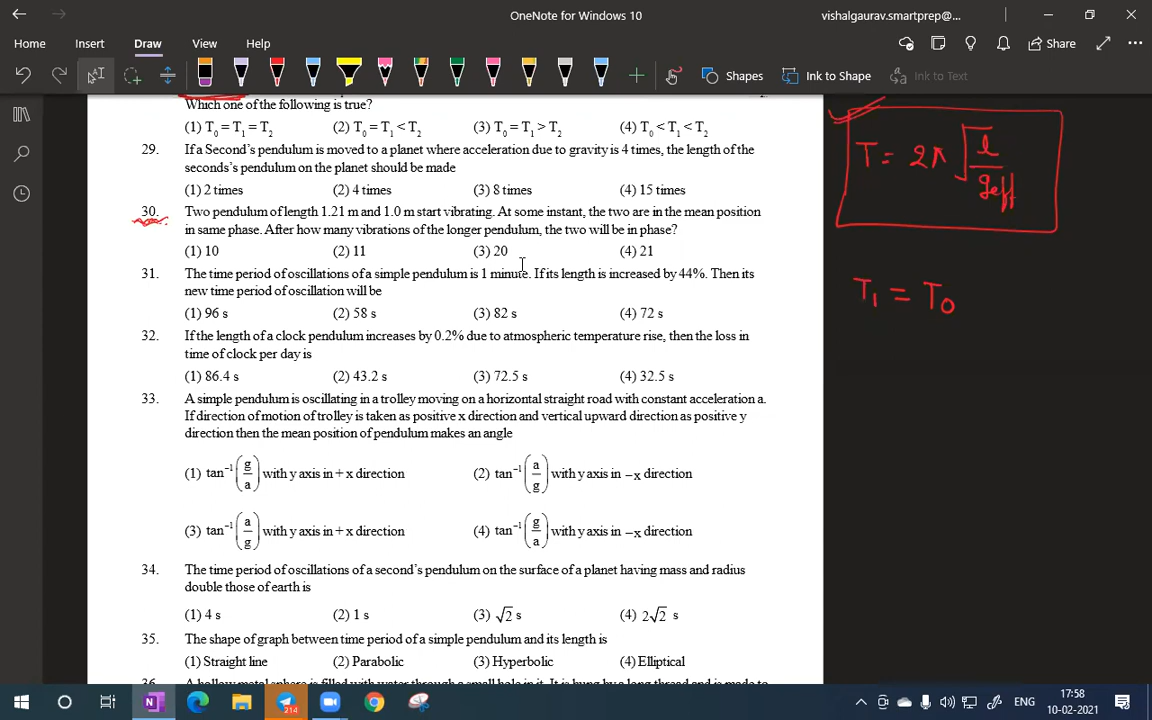 OneNote for Windows 10
vishalgaurav.smartprep@...
Home Insert Draw View Help
Share
Shapes Ink to Shape Ink to Text
Which one of the following is true?
(1) T₀ = T₁ = T₂ (2) T₀ = T₁ < T₂ (3) T₀ = T₁ > T₂ (4) T₀ < T₁ < T₂
29. If a Second's pendulum is moved to a planet where acceleration due to gravity is 4 times, the length of the
seconds's pendulum on the planet should be made
(1) 2 times (2) 4 times (3) 8 times (4) 15 times
30. Two pendulum of length 1.21 m and 1.0 m start vibrating. At some instant, the two are in the mean position
in same phase. After how many vibrations of the longer pendulum, the two will be in phase?
(1) 10 (2) 11 (3) 20 (4) 21
31. The time period of oscillations of a simple pendulum is 1 minute. If its length is increased by 44%. Then its
new time period of oscillation will be
(1) 96 s (2) 58 s (3) 82 s (4) 72 s
32. If the length of a clock pendulum increases by 0.2% due to atmospheric temperature rise, then the loss in
time of clock per day is
(1) 86.4 s (2) 43.2 s (3) 72.5 s (4) 32.5 s
33. A simple pendulum is oscillating in a trolley moving on a horizontal straight road with constant acceleration a.
If direction of motion of trolley is taken as positive x direction and vertical upward direction as positive y
direction then the mean position of pendulum makes an angle
(1) tan⁻¹(g/a) with y axis in + x direction (2) tan⁻¹(a/g) with y axis in –x direction
(3) tan⁻¹(a/g) with y axis in + x direction (4) tan⁻¹(g/a) with y axis in –x direction
34. The time period of oscillations of a second's pendulum on the surface of a planet having mass and radius
double those of earth is
(1) 4 s (2) 1 s (3) √2 s (4) 2√2 s
35. The shape of graph between time period of a simple pendulum and its length is
(1) Straight line (2) Parabolic (3) Hyperbolic (4) Elliptical
T = 2π √(l/g_eff)
T₁ = T₀
214
ENG
17:58
10-02-2021